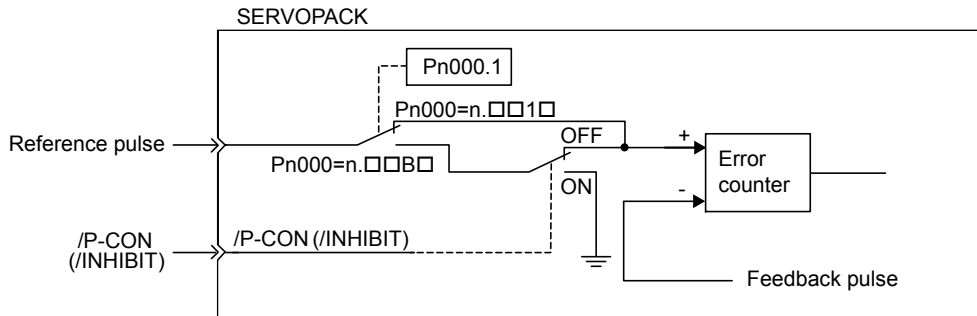 SERVOPACK
Pn000.1
Pn000=n.□□1□
Reference pulse
Pn000=n.□□B□
OFF
ON
+
-
Error
counter
/P-CON
(/INHIBIT)
/P-CON (/INHIBIT)
Feedback pulse